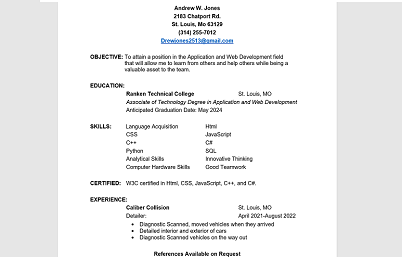 Andrew W. Jones
2183 Chatport Rd.
St. Louis, Mo 63129
(314) 255-7012
Drewjones2513@gmail.com
OBJECTIVE: To attain a position in the Application and Web Development field
that will allow me to learn from others and help others while being a
valuable asset to the team.
EDUCATION:
Ranken Technical College St. Louis, MO
Associate of Technology Degree in Application and Web Development
Anticipated Graduation Date: May 2024
SKILLS: Language Acquisition Html
CSS JavaScript
C++ C#
Python SQL
Analytical Skills Innovative Thinking
Computer Hardware Skills Good Teamwork
CERTIFIED: W3C certified in Html, CSS, JavaScript, C++, and C#.
EXPERIENCE:
Caliber Collision St. Louis, MO
Detailer: April 2021-August 2022
• Diagnostic Scanned, moved vehicles when they arrived
• Detailed interior and exterior of cars
• Diagnostic Scanned vehicles on the way out
References Available on Request